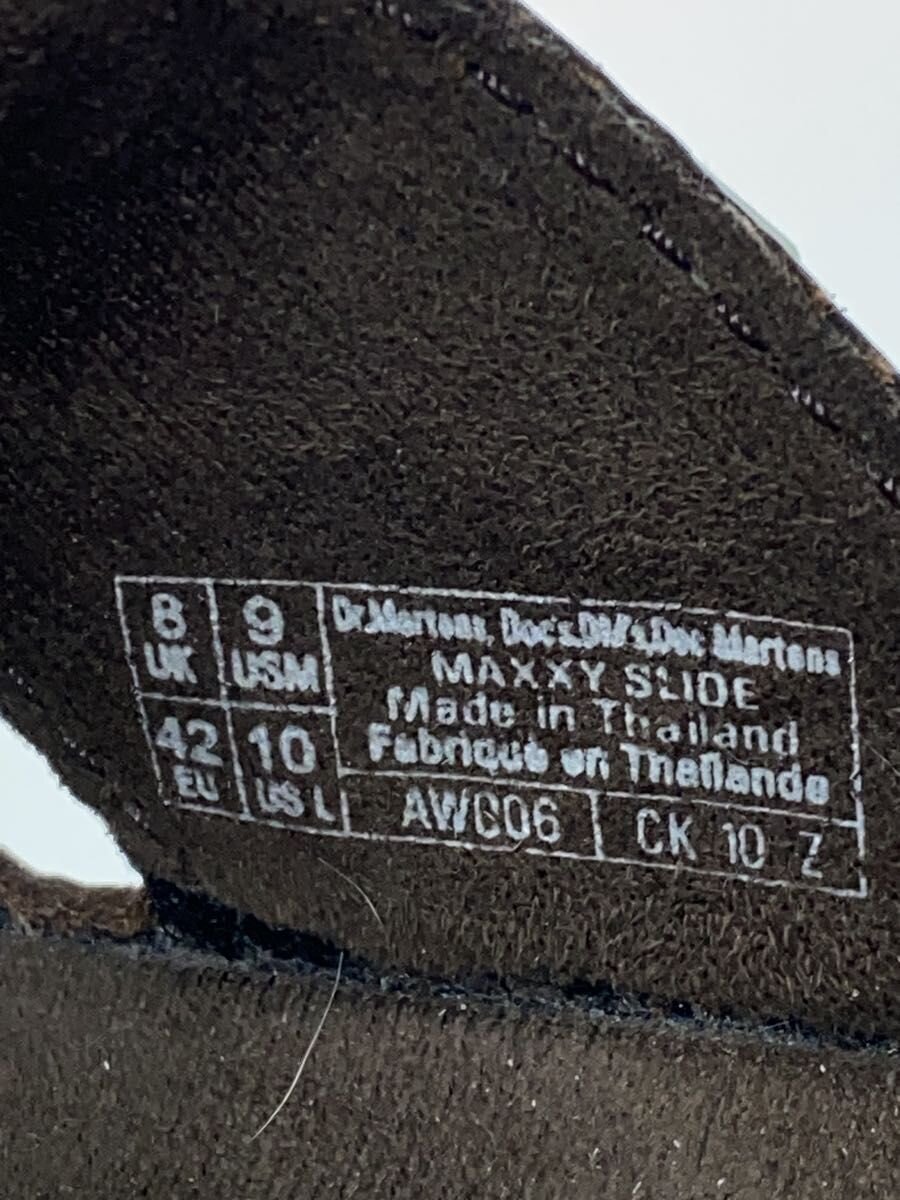 8 UK
9 USM
42 EU
10 US L
Dr.Martens, Doc's, DM's, Doc Martens
MAXXY SLIDE
Made in Thailand
Fabriqué en Thaïlande
AW006
CK 10 Z